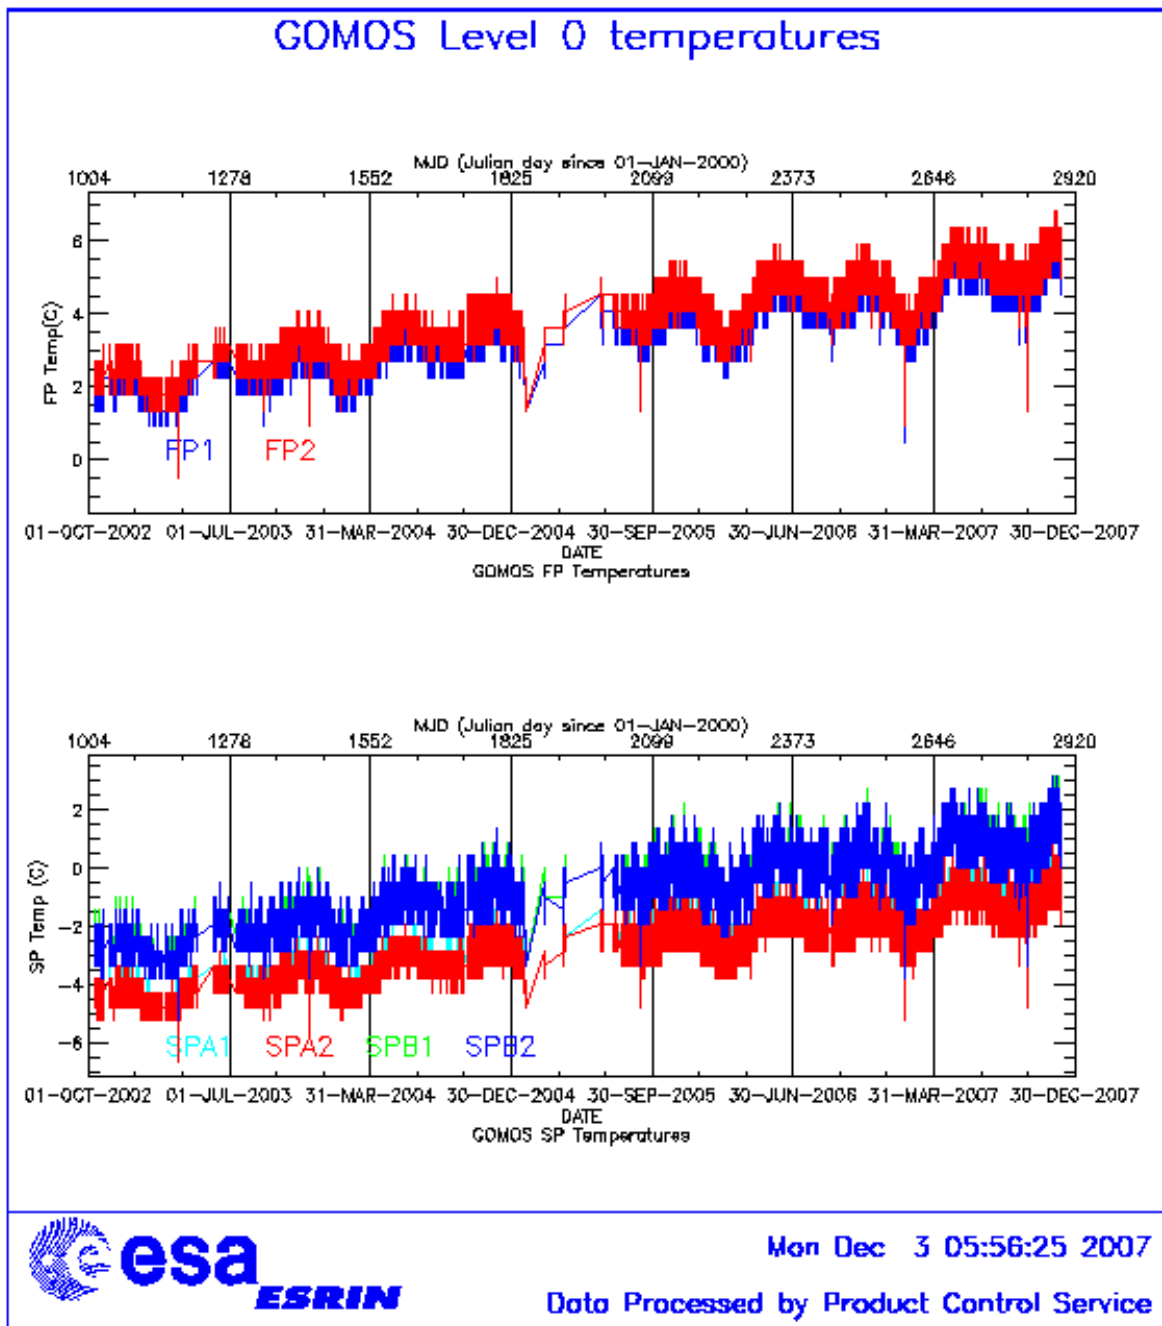 GOMOS Level 0 temperatures
MJD (Julian day since 01-JAN-2000)
1004 1278 1552 1825 2099 2373 2646 2920
6
4
2
0
FP Temp(C)
FP1 FP2
01-OCT-2002 01-JUL-2003 31-MAR-2004 30-DEC-2004 30-SEP-2005 30-JUN-2006 31-MAR-2007 30-DEC-2007
DATE
GOMOS FP Temperatures
MJD (Julian day since 01-JAN-2000)
1004 1278 1552 1825 2099 2373 2646 2920
2
0
-2
-4
-6
SP Temp (C)
SPA1 SPA2 SPB1 SPB2
01-OCT-2002 01-JUL-2003 31-MAR-2004 30-DEC-2004 30-SEP-2005 30-JUN-2006 31-MAR-2007 30-DEC-2007
DATE
GOMOS SP Temperatures
esa
ESRIN
Mon Dec 3 05:56:25 2007
Data Processed by Product Control Service